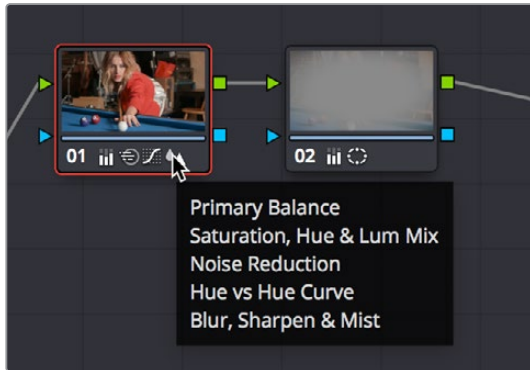 01
02
Primary Balance
Saturation, Hue & Lum Mix
Noise Reduction
Hue vs Hue Curve
Blur, Sharpen & Mist